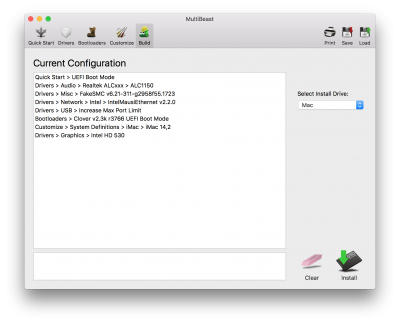 MultiBeast
Quick Start Drivers Bootloaders Customize Build Print Save Load
Current Configuration
Quick Start > UEFI Boot Mode
Drivers > Audio > Realtek ALCxxx > ALC1150
Drivers > Misc > FakeSMC v6.21-311-g2958f55.1723
Drivers > Network > Intel > IntelMausiEthernet v2.2.0
Drivers > USB > Increase Max Port Limit
Bootloaders > Clover v2.3k r3766 UEFI Boot Mode
Customize > System Definitions > iMac > iMac 14,2
Drivers > Graphics > Intel HD 530
Select Install Drive:
Mac
Clear Install